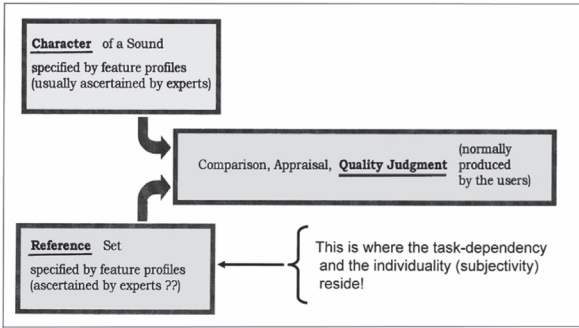 Character of a Sound
specified by feature profiles
(usually ascertained by experts)
Comparison, Appraisal, Quality Judgment
(normally
produced
by the users)
Reference Set
specified by feature profiles
(ascertained by experts ??)
This is where the task-dependency
and the individuality (subjectivity)
reside!